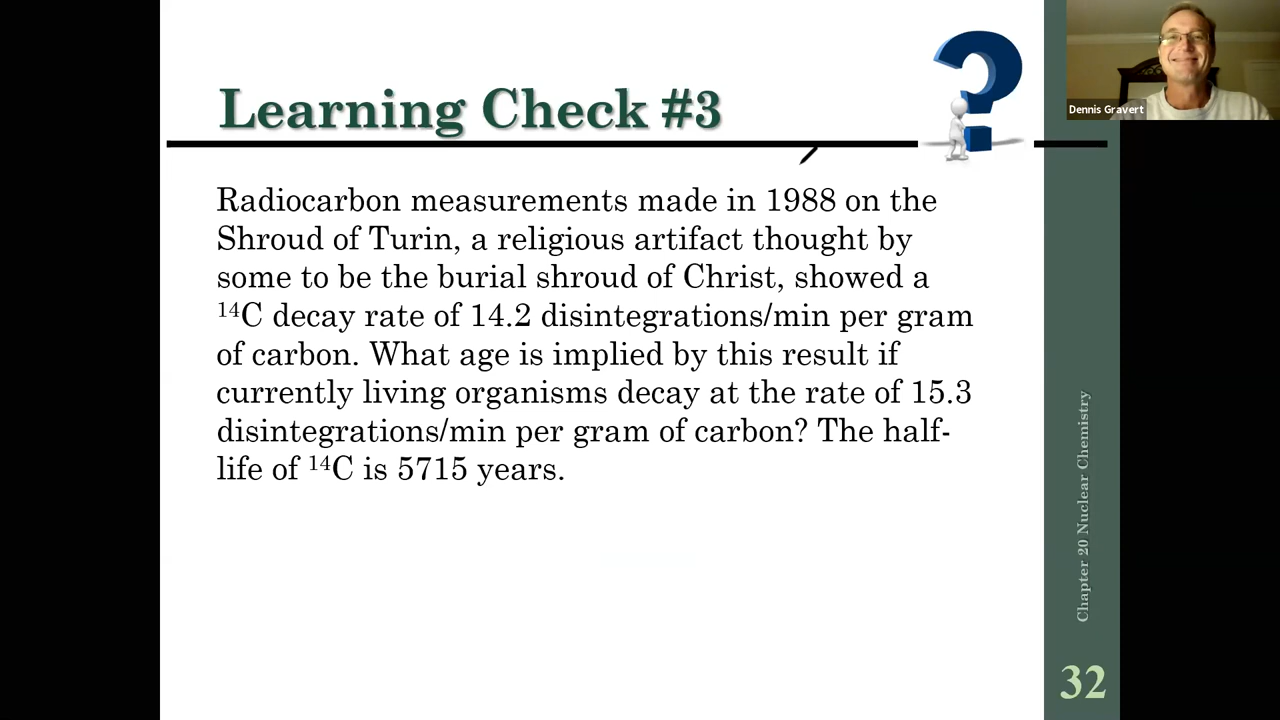 Learning Check #3
Dennis Gravert
Radiocarbon measurements made in 1988 on the
Shroud of Turin, a religious artifact thought by
some to be the burial shroud of Christ, showed a
¹⁴C decay rate of 14.2 disintegrations/min per gram
of carbon. What age is implied by this result if
currently living organisms decay at the rate of 15.3
disintegrations/min per gram of carbon? The half-
life of ¹⁴C is 5715 years.
Chapter 20 Nuclear Chemistry
32